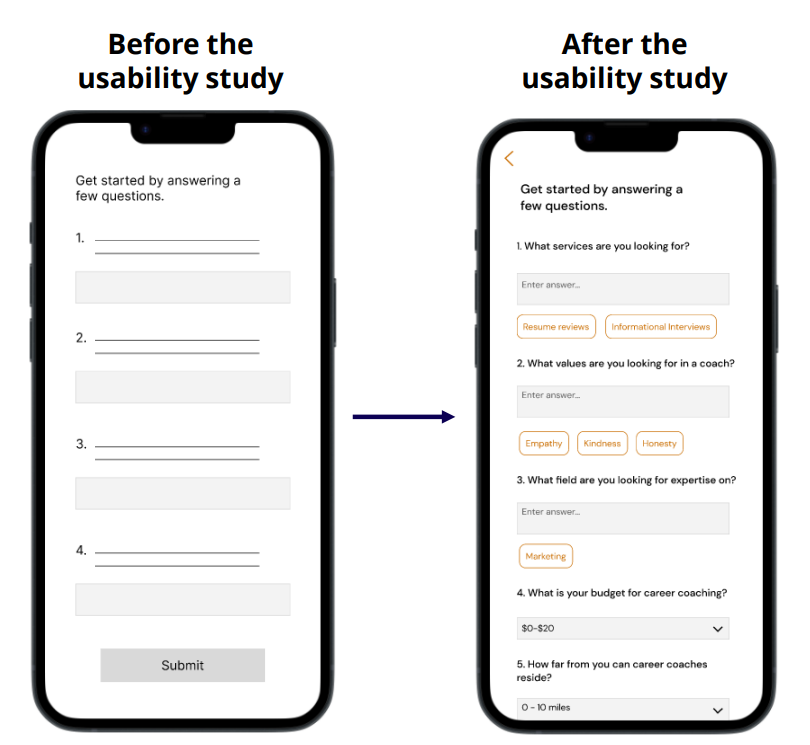 Before the
usability study
Get started by answering a
few questions.
1.
2.
3.
4.
Submit
After the
usability study
Get started by answering a
few questions.
1. What services are you looking for?
Enter answer...
Resume reviews
Informational Interviews
2. What values are you looking for in a coach?
Enter answer...
Empathy
Kindness
Honesty
3. What field are you looking for expertise on?
Enter answer...
Marketing
4. What is your budget for career coaching?
$0-$20
5. How far from you can career coaches
reside?
0 - 10 miles